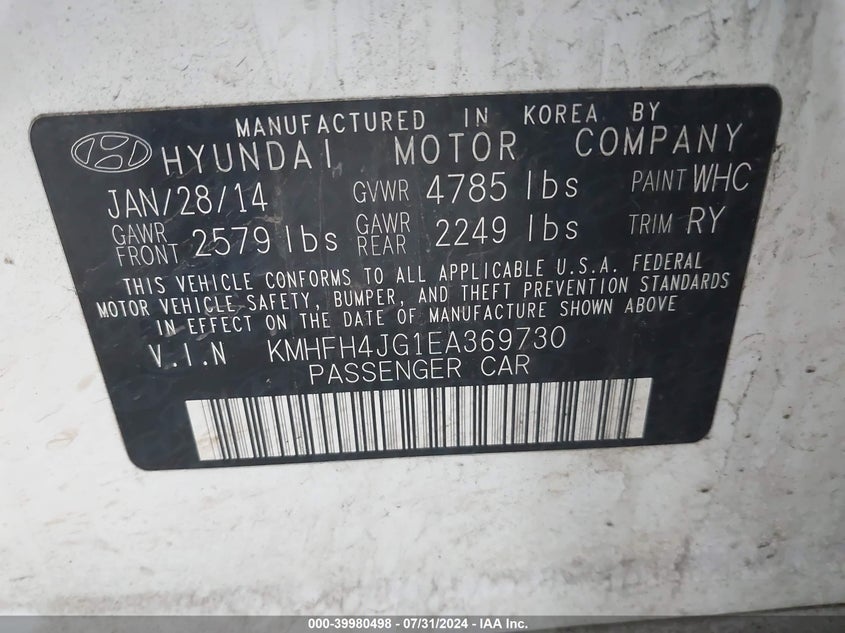 MANUFACTURED IN KOREA BY
HYUNDAI MOTOR COMPANY
JAN/28/14 GVWR 4785 lbs PAINT WHC
GAWR FRONT 2579 lbs GAWR REAR 2249 lbs TRIM RY
THIS VEHICLE CONFORMS TO ALL APPLICABLE U.S.A. FEDERAL
MOTOR VEHICLE SAFETY, BUMPER, AND THEFT PREVENTION STANDARDS
IN EFFECT ON THE DATE OF MANUFACTURE SHOWN ABOVE
V.I.N KMHFH4JG1EA369730
PASSENGER CAR
000-39980498 - 07/31/2024 - IAA Inc.